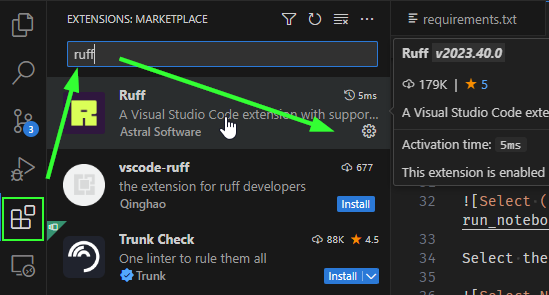 EXTENSIONS: MARKETPLACE
requirements.txt
ruff
Ruff v2023.40.0
179K | 5
A Visual Studio Code exten
Activation time: 5ms
This extension is enabled
Ruff
5ms
A Visual Studio Code extension with suppor...
Astral Software
3
vscode-ruff
677
the extension for ruff developers
Qinghao
Install
Trunk Check
88K 4.5
One linter to rule them all
Trunk
Install
32 ![Select (
run_notebo
33
34 Select the
35
36 ![Select N